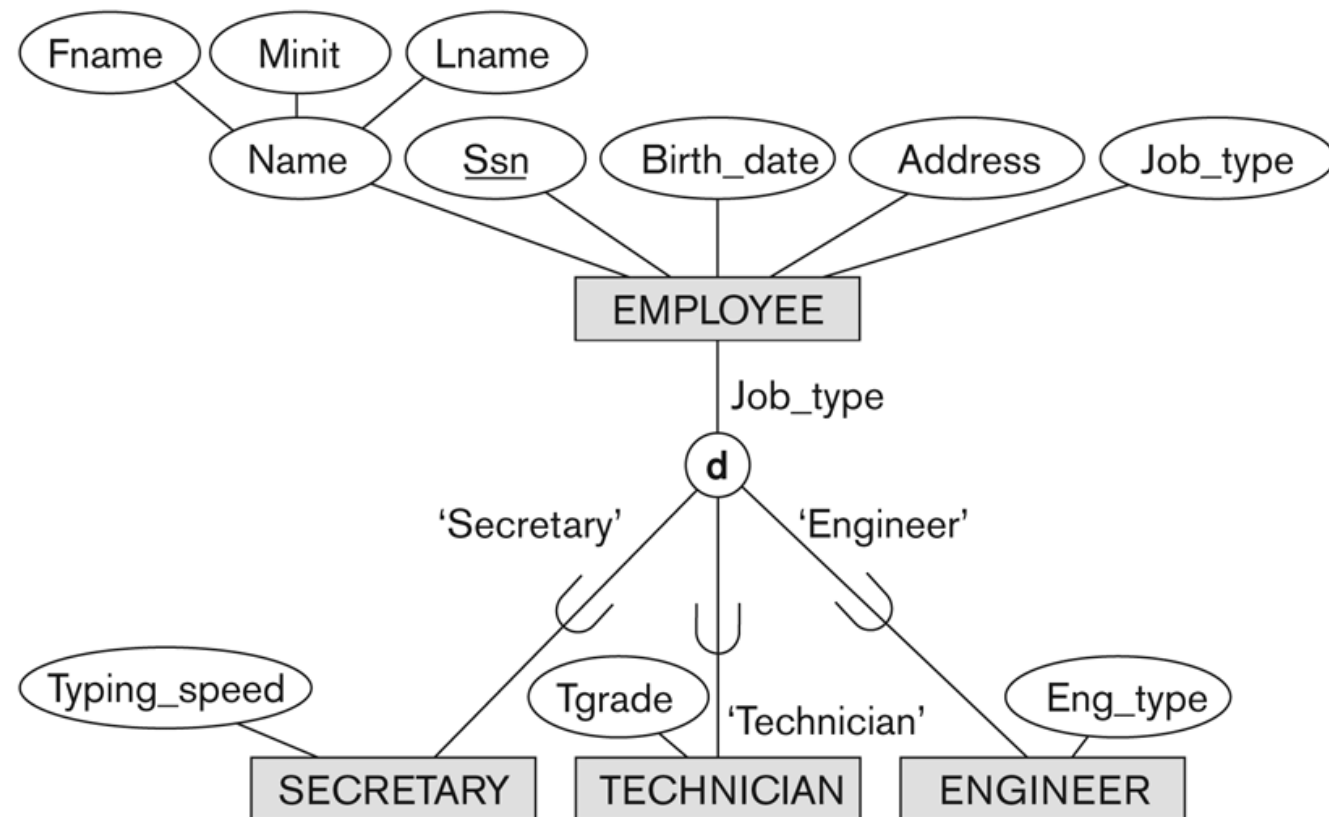 Fname Minit Lname
Name Ssn Birth_date Address Job_type
EMPLOYEE
Job_type
d
‘Secretary’ ‘Engineer’
Typing_speed Tgrade Eng_type
‘Technician’
SECRETARY TECHNICIAN ENGINEER